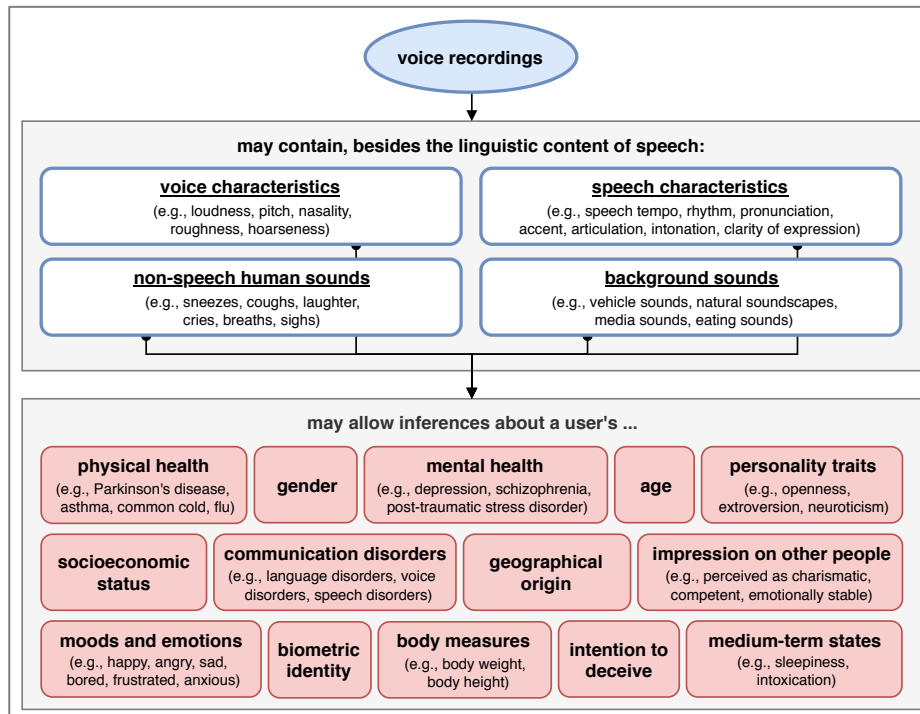 voice recordings
may contain, besides the linguistic content of speech:
voice characteristics
(e.g., loudness, pitch, nasality,
roughness, hoarseness)
speech characteristics
(e.g., speech tempo, rhythm, pronunciation,
accent, articulation, intonation, clarity of expression)
non-speech human sounds
(e.g., sneezes, coughs, laughter,
cries, breaths, sighs)
background sounds
(e.g., vehicle sounds, natural soundscapes,
media sounds, eating sounds)
may allow inferences about a user's ...
physical health
(e.g., Parkinson's disease,
asthma, common cold, flu)
gender
mental health
(e.g., depression, schizophrenia,
post-traumatic stress disorder)
age
personality traits
(e.g., openness,
extroversion, neuroticism)
socioeconomic
status
communication disorders
(e.g., language disorders, voice
disorders, speech disorders)
geographical
origin
impression on other people
(e.g., perceived as charismatic,
competent, emotionally stable)
moods and emotions
(e.g., happy, angry, sad,
bored, frustrated, anxious)
biometric
identity
body measures
(e.g., body weight,
body height)
intention to
deceive
medium-term states
(e.g., sleepiness,
intoxication)